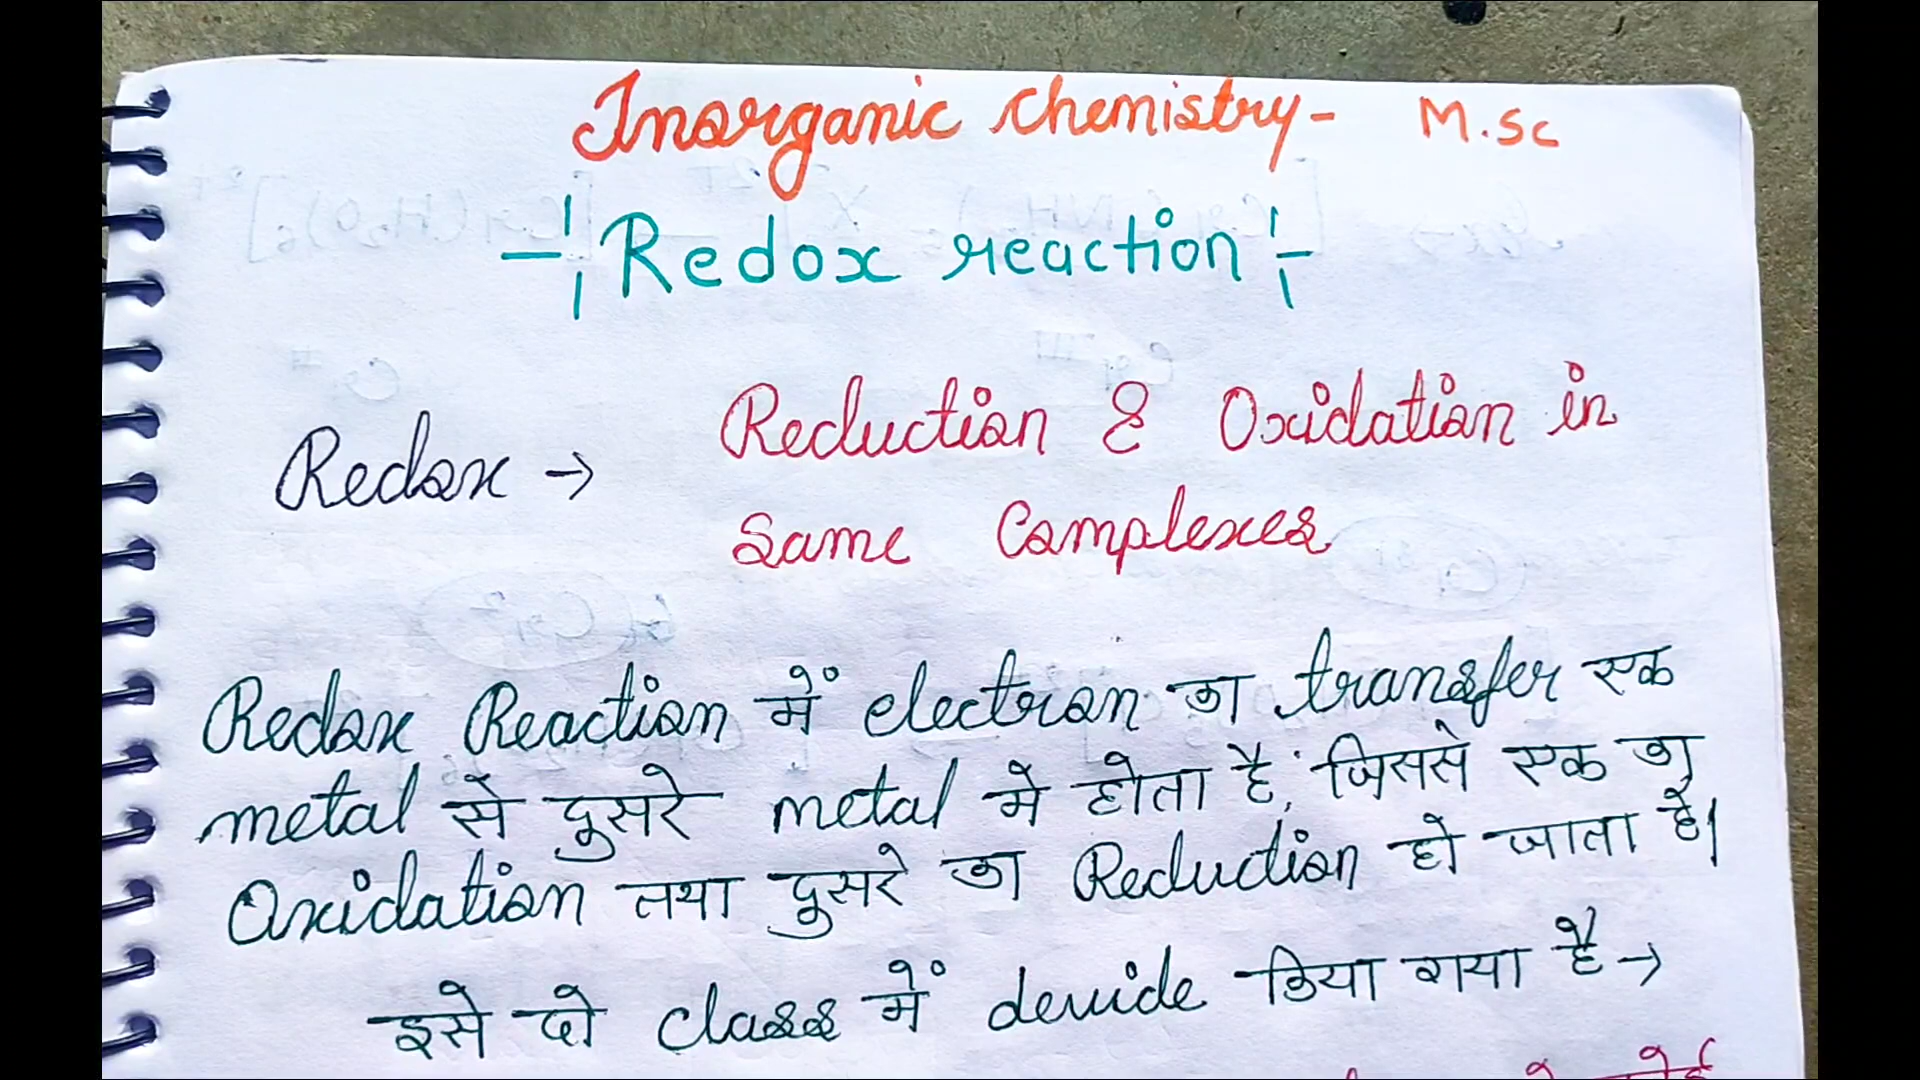 Inorganic chemistry - M.sc
-¦ Redox reaction ¦-
Redox → Reduction & Oxidation in
Same Complexes
Redox Reaction में electron का transfer एक
metal से दुसरे metal मे होता है; जिससे एक का
Oxidation तथा दुसरे का Reduction हो जाता है।
इसे दो class में devide किया गया है →